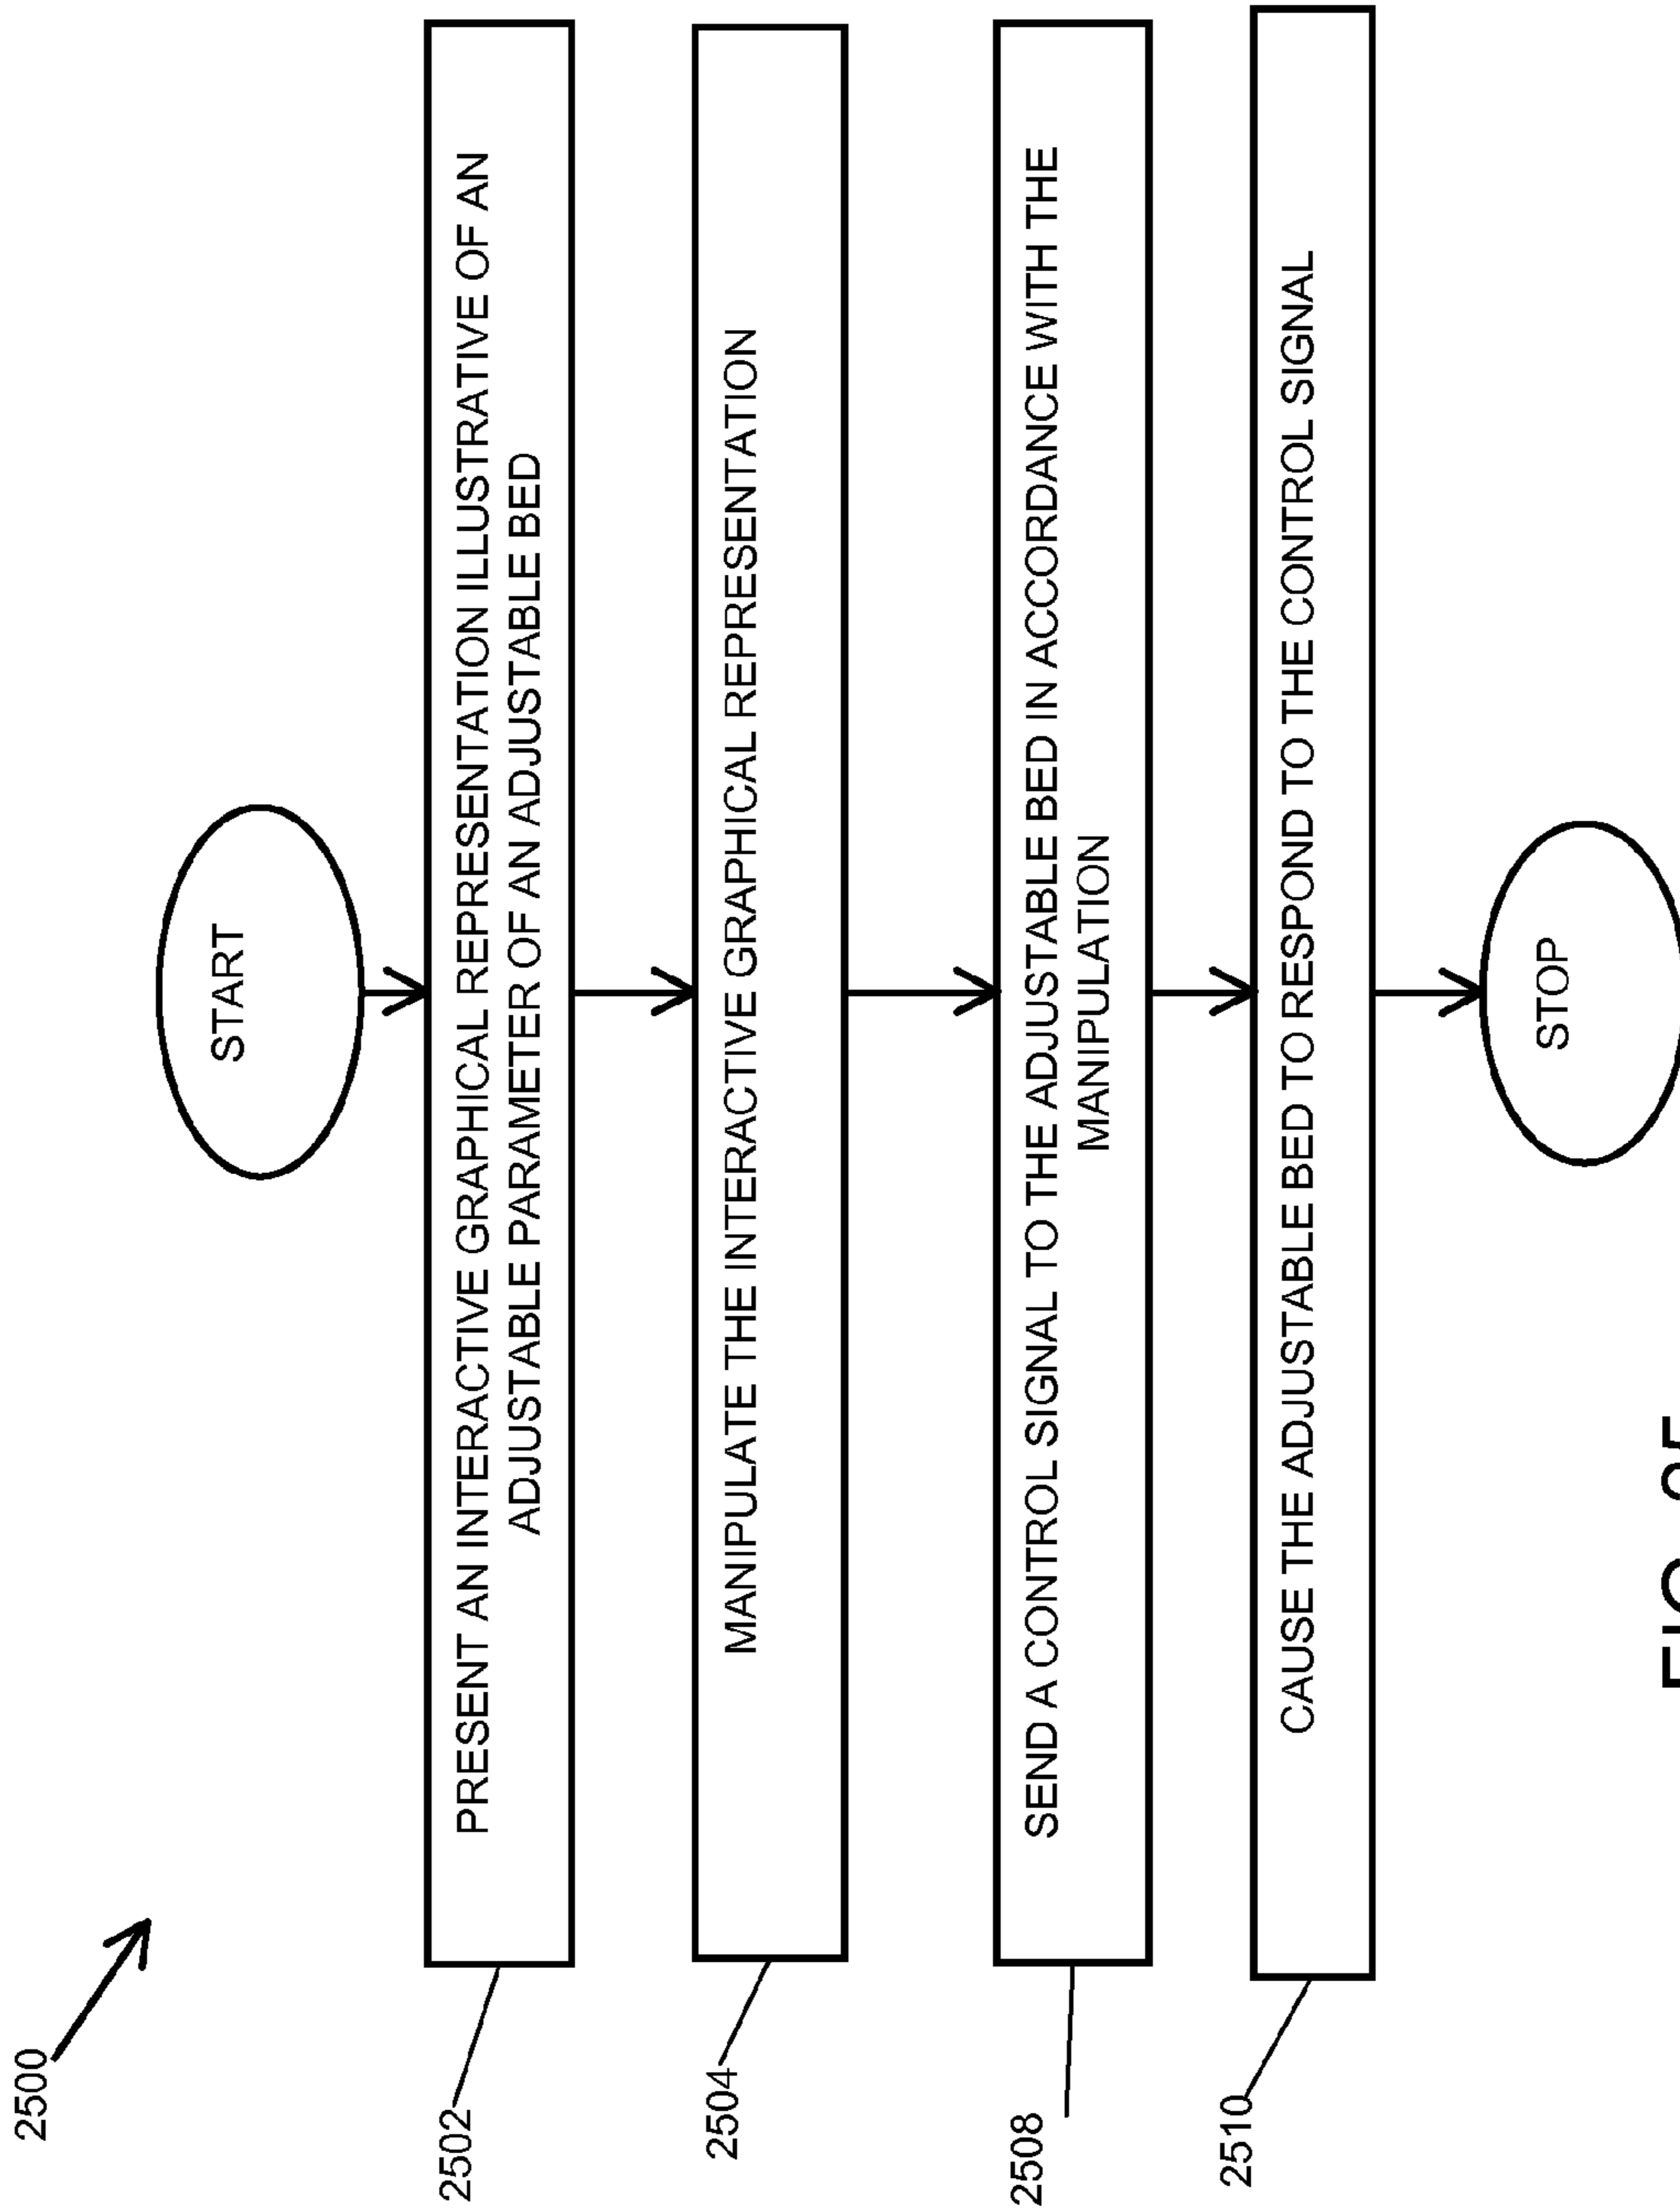 2500
START
2502
PRESENT AN INTERACTIVE GRAPHICAL REPRESENTATION ILLUSTRATIVE OF AN
ADJUSTABLE PARAMETER OF AN ADJUSTABLE BED
2504
MANIPULATE THE INTERACTIVE GRAPHICAL REPRESENTATION
2508
SEND A CONTROL SIGNAL TO THE ADJUSTABLE BED IN ACCORDANCE WITH THE
MANIPULATION
2510
CAUSE THE ADJUSTABLE BED TO RESPOND TO THE CONTROL SIGNAL
STOP
FIG. 25